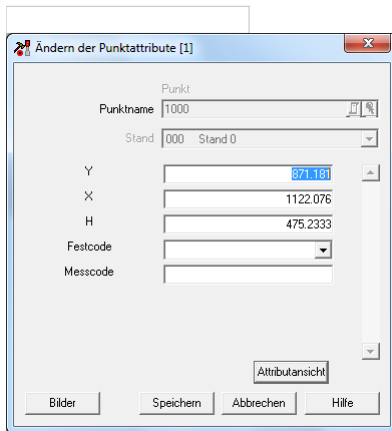 Ändern der Punktattribute [1]
Punkt
Punktname 1000
Stand 000 Stand 0
Y 871.181
X 1122.076
H 475.2333
Festcode
Messcode
Attributansicht
Bilder Speichern Abbrechen Hilfe